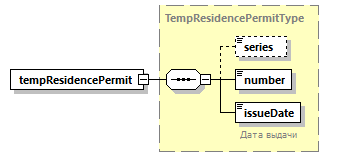 TempResidencePermitType
series
tempResidencePermit
number
issueDate
Дата выдачи